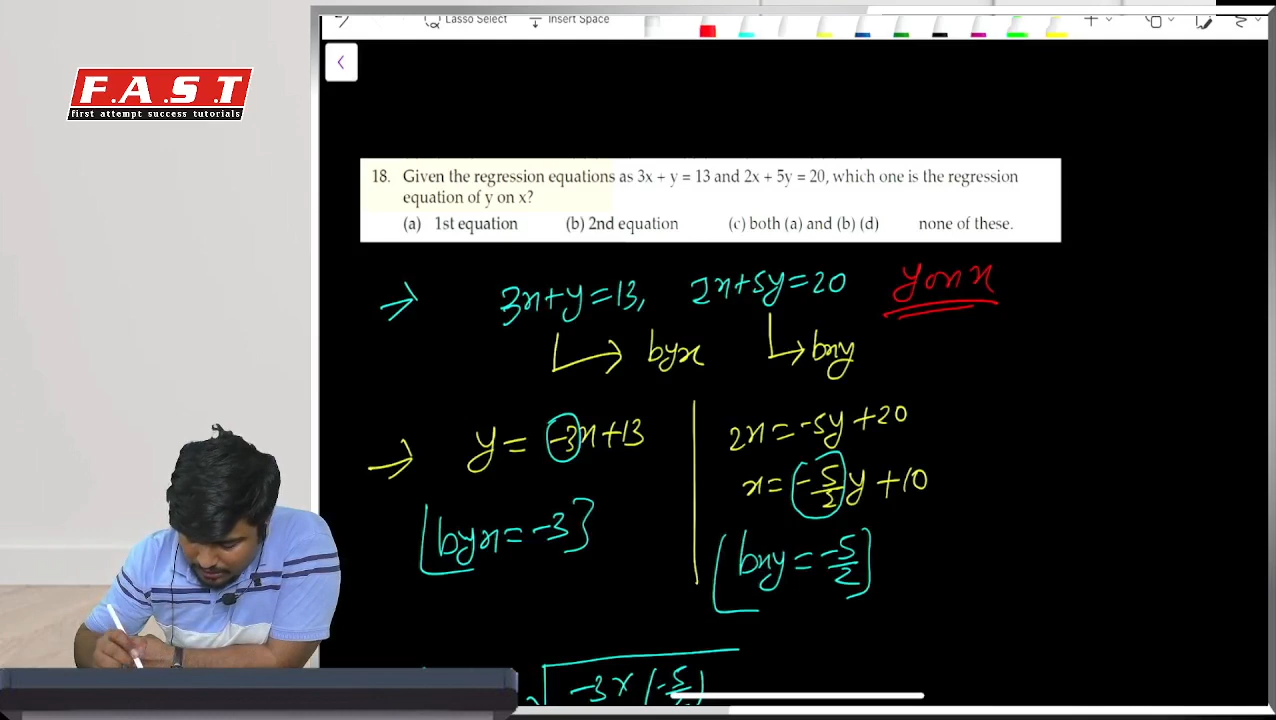 Lasso Select
Insert Space
F.A.S.T
first attempt success tutorials
18. Given the regression equations as 3x + y = 13 and 2x + 5y = 20, which one is the regression
equation of y on x?
(a) 1st equation (b) 2nd equation (c) both (a) and (b) (d) none of these.
→ 3x+y=13, 2x+5y=20 y on x
byx bxy
→ y = -3x+13
2x = -5y+20
x = -5/2 y +10
[byx = -3]
[bxy = -5/2]
√-3 x (-5/2)